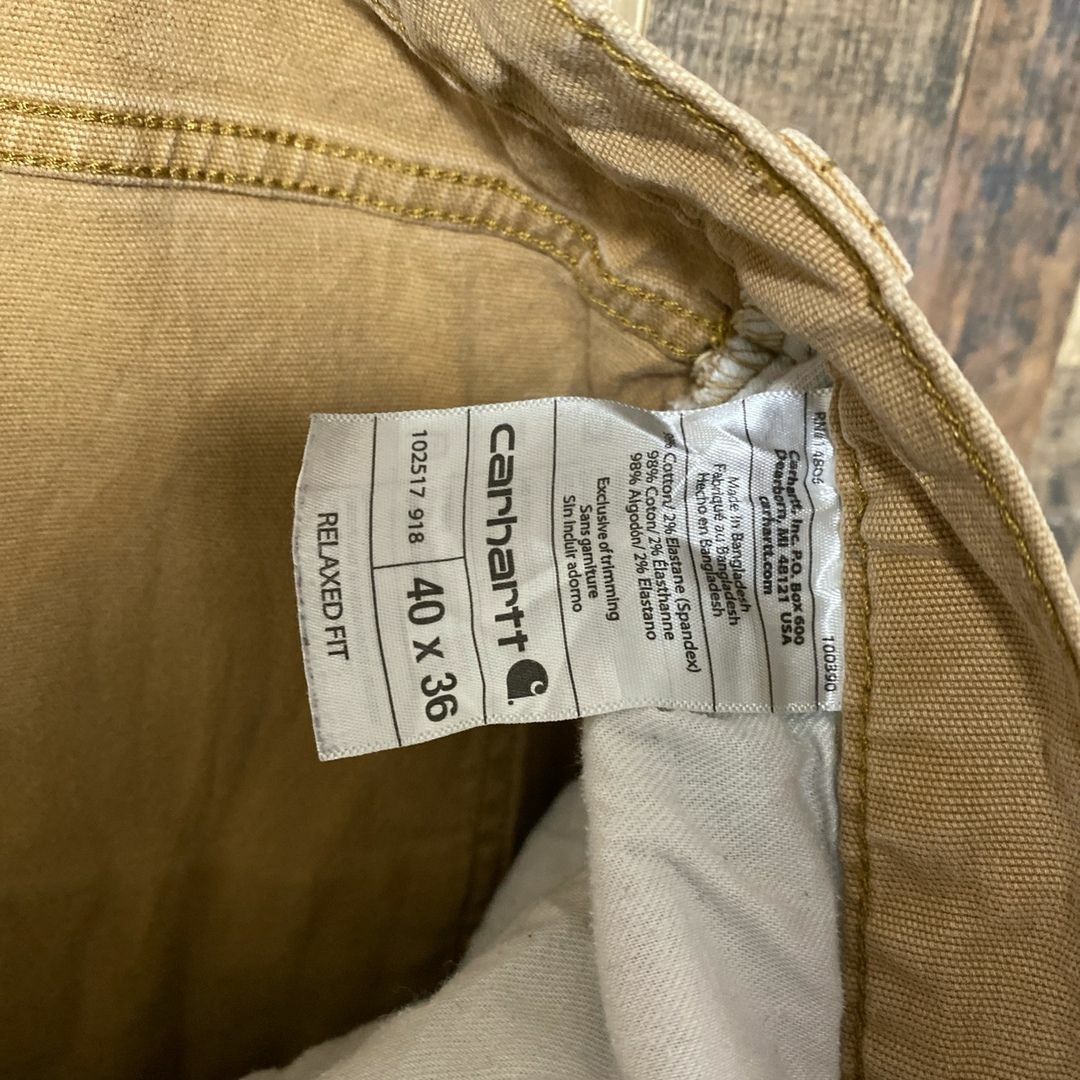 RN#14806
100390
Carhartt, Inc. P.O. Box 600
Dearborn, MI 48121 USA
carhartt.com
Made in Bangladesh
Fabriqué au Bangladesh
Hecho en Bangladesh
% Cotton/ 2% Elastane (Spandex)
98% Coton/ 2% Élasthanne
98% Algodón/ 2% Elastano
Exclusive of trimming
Sans garniture
Sin incluir adorno
carhartt
102517 918
40 X 36
RELAXED FIT